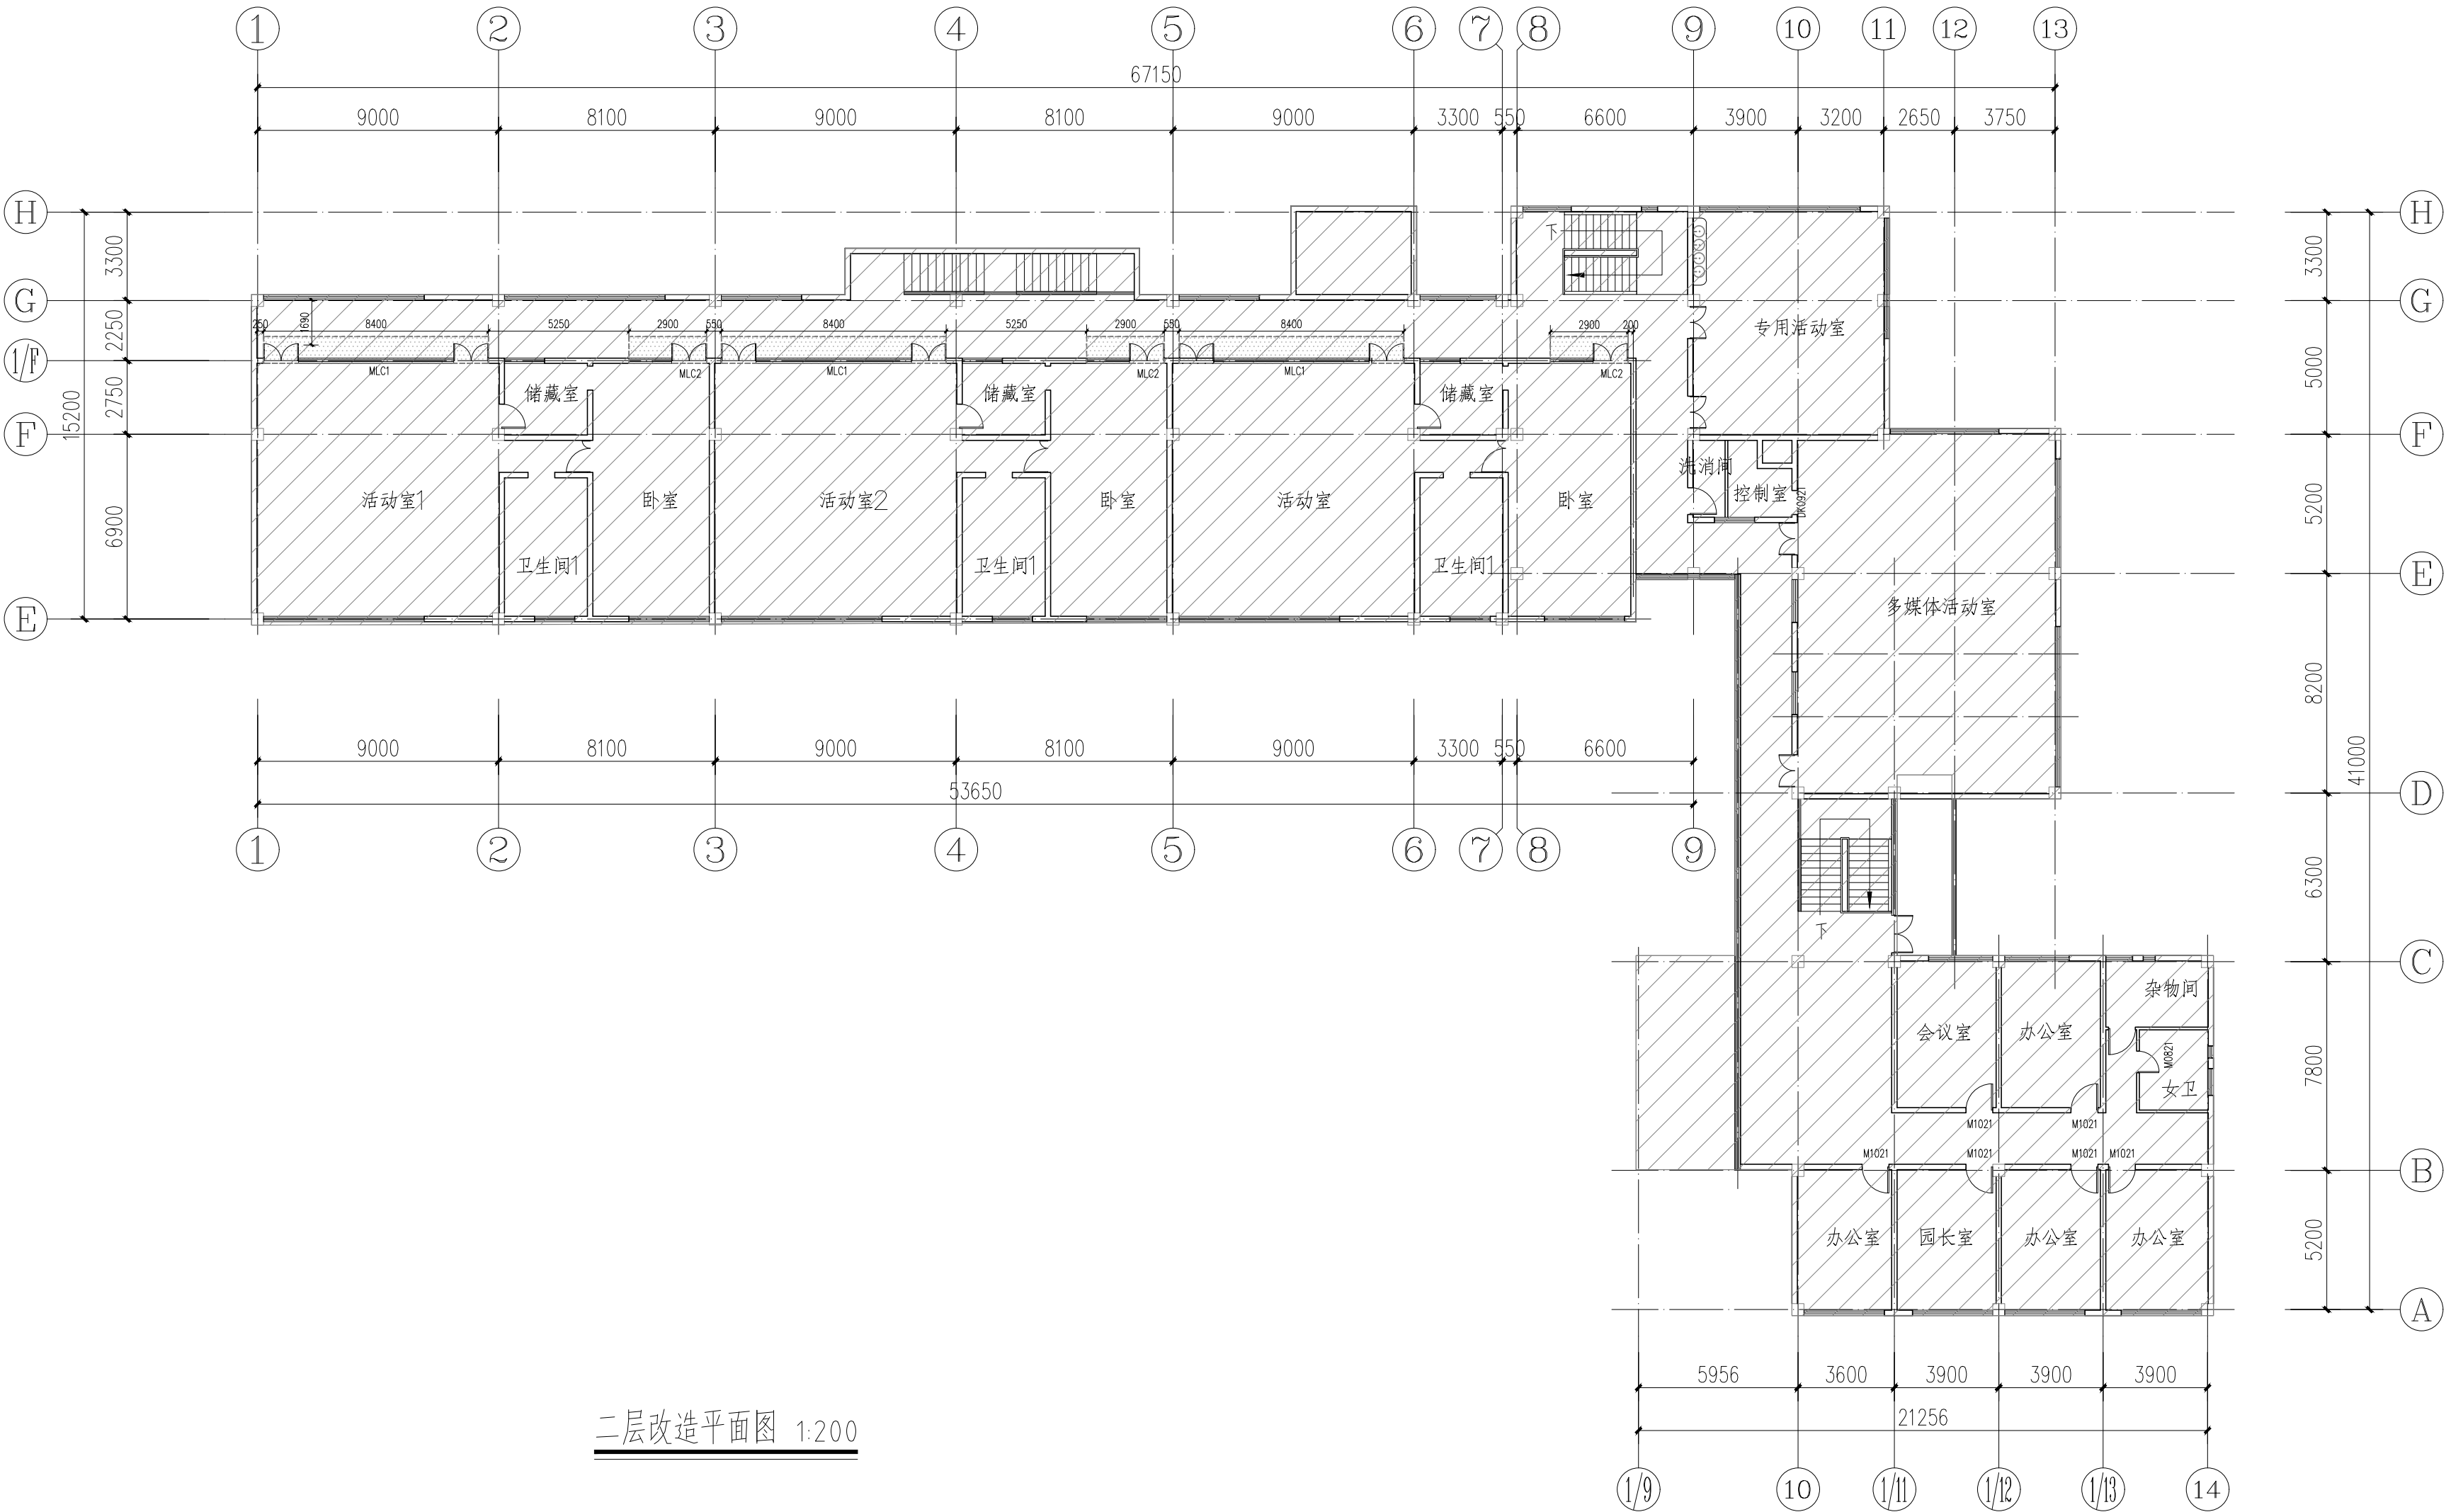 1 2 3 4 5 6 7 8 9 10 11 12 13
67150
9000 8100 9000 8100 9000 3300 550 6600 3900 3200 2650 3750
H H
3300 3300
下
G G
2250
250 1690 8400 5250 2900 550 8400 5250 2900 550 8400 2900 200
专用活动室
5000
1/F
MLC1 MLC2 MLC1 MLC2 MLC1 MLC2
2750
储藏室 储藏室 储藏室
15200
F F
洗消间
控制室
DK0921
5200
活动室1 卧室 活动室2 卧室 活动室 卧室
6900
卫生间1 卫生间1 卫生间1
E E
多媒体活动室
8200
9000 8100 9000 8100 9000 3300 550 6600
41000
53650
D
1 2 3 4 5 6 7 8 9
6300
下
C
杂物间
会议室 办公室
M0821
7800
女卫
M1021 M1021
M1021 M1021 M1021 M1021
B
办公室 园长室 办公室 办公室
5200
A
5956 3600 3900 3900 3900
21256
二层改造平面图 1:200
1/9 10 1/11 1/12 1/13 14